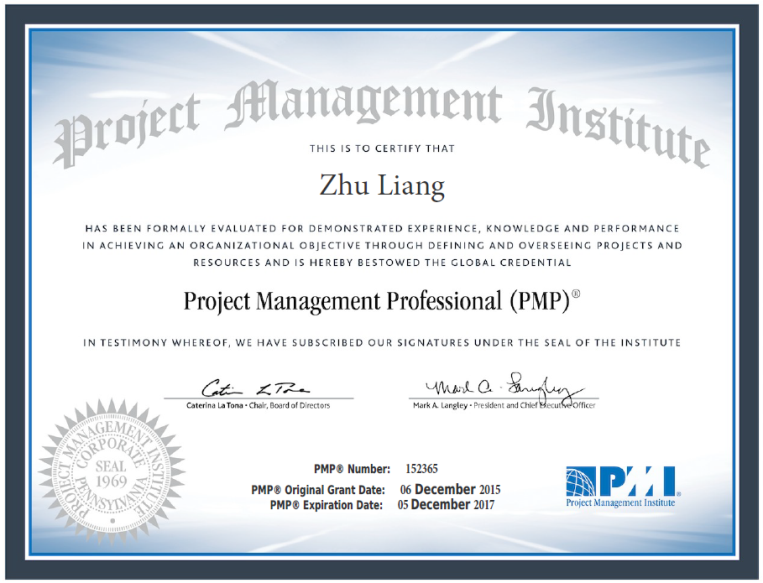 Project Management Institute
THIS IS TO CERTIFY THAT
Zhu Liang
HAS BEEN FORMALLY EVALUATED FOR DEMONSTRATED EXPERIENCE, KNOWLEDGE AND PERFORMANCE
IN ACHIEVING AN ORGANIZATIONAL OBJECTIVE THROUGH DEFINING AND OVERSEEING PROJECTS AND
RESOURCES AND IS HEREBY BESTOWED THE GLOBAL CREDENTIAL
Project Management Professional (PMP)®
IN TESTIMONY WHEREOF, WE HAVE SUBSCRIBED OUR SIGNATURES UNDER THE SEAL OF THE INSTITUTE
Caterina La Tona • Chair, Board of Directors
Mark A. Langley • President and Chief Executive Officer
PROJECT MANAGEMENT INSTITUTE
CORPORATE
SEAL
1969
PENNSYLVANIA
PMP® Number: 152365
PMP® Original Grant Date: 06 December 2015
PMP® Expiration Date: 05 December 2017
PMI®
Project Management Institute